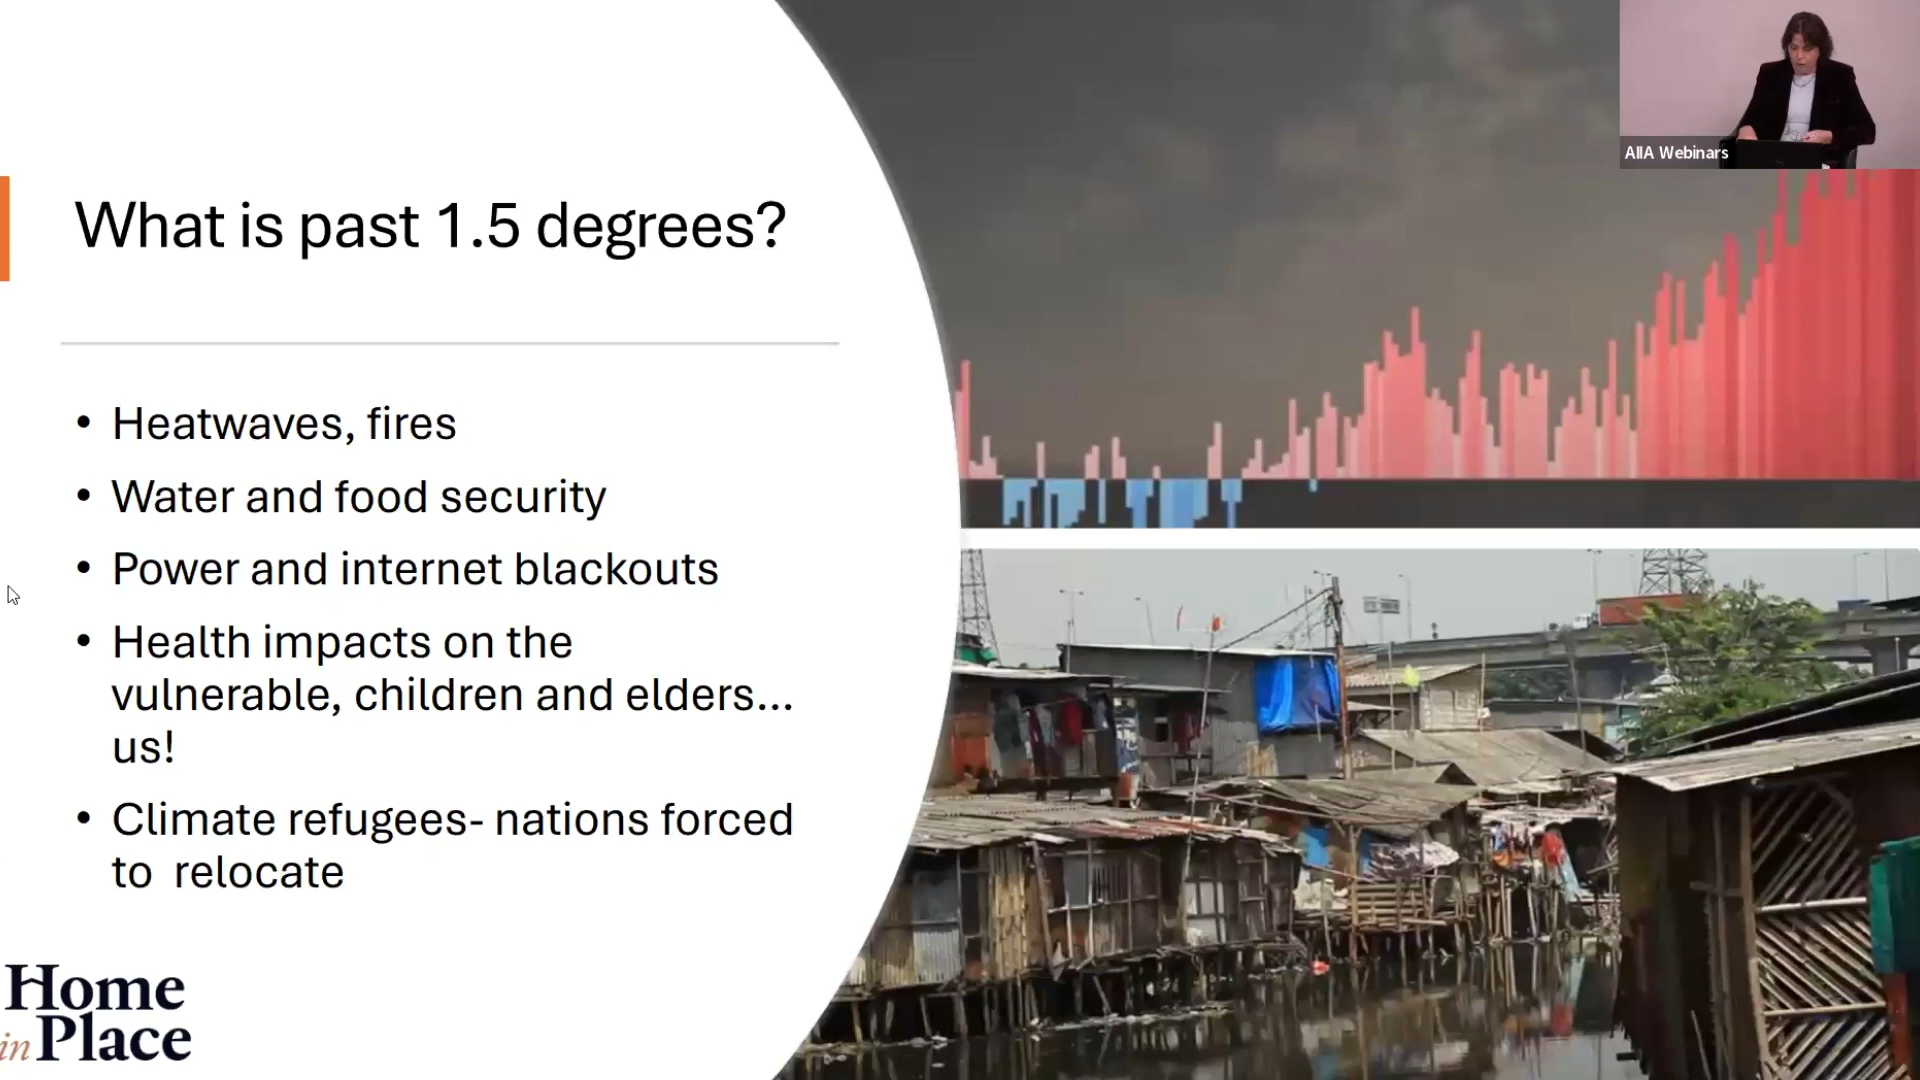 AIIA Webinars
What is past 1.5 degrees?
• Heatwaves, fires
• Water and food security
• Power and internet blackouts
• Health impacts on the
vulnerable, children and elders...
us!
• Climate refugees- nations forced
to  relocate
Home
in Place